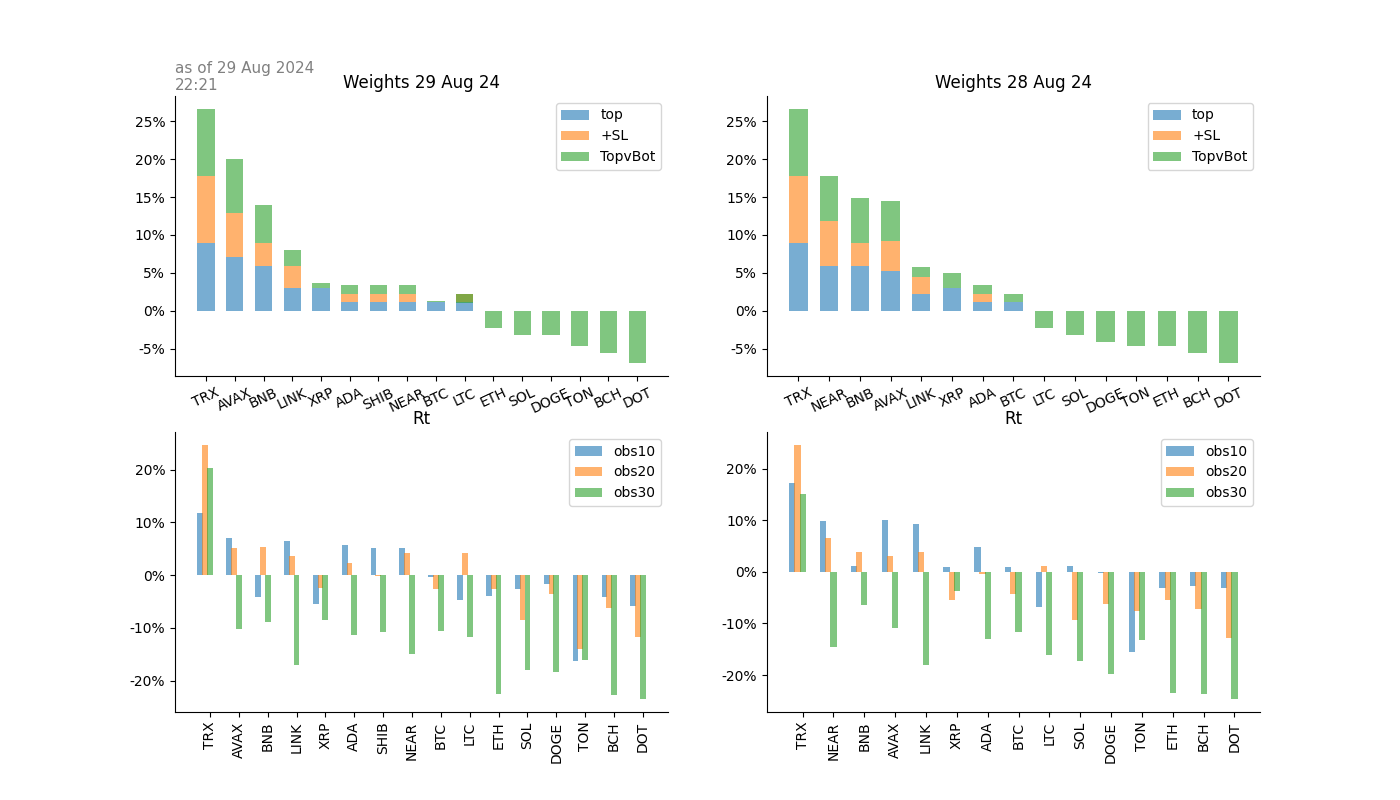 as of 29 Aug 2024
22:21
Weights 29 Aug 24
25%
20%
15%
10%
5%
0%
-5%
top
+SL
TopvBot
TRX AVAX BNB LINK XRP ADA SHIB NEAR BTC LTC ETH SOL DOGE TON BCH DOT
Weights 28 Aug 24
25%
20%
15%
10%
5%
0%
-5%
top
+SL
TopvBot
TRX NEAR BNB AVAX LINK XRP ADA BTC LTC SOL DOGE TON ETH BCH DOT
Rt
20%
10%
0%
-10%
-20%
obs10
obs20
obs30
TRX AVAX BNB LINK XRP ADA SHIB NEAR BTC LTC ETH SOL DOGE TON BCH DOT
Rt
20%
10%
0%
-10%
-20%
obs10
obs20
obs30
TRX NEAR BNB AVAX LINK XRP ADA BTC LTC SOL DOGE TON ETH BCH DOT